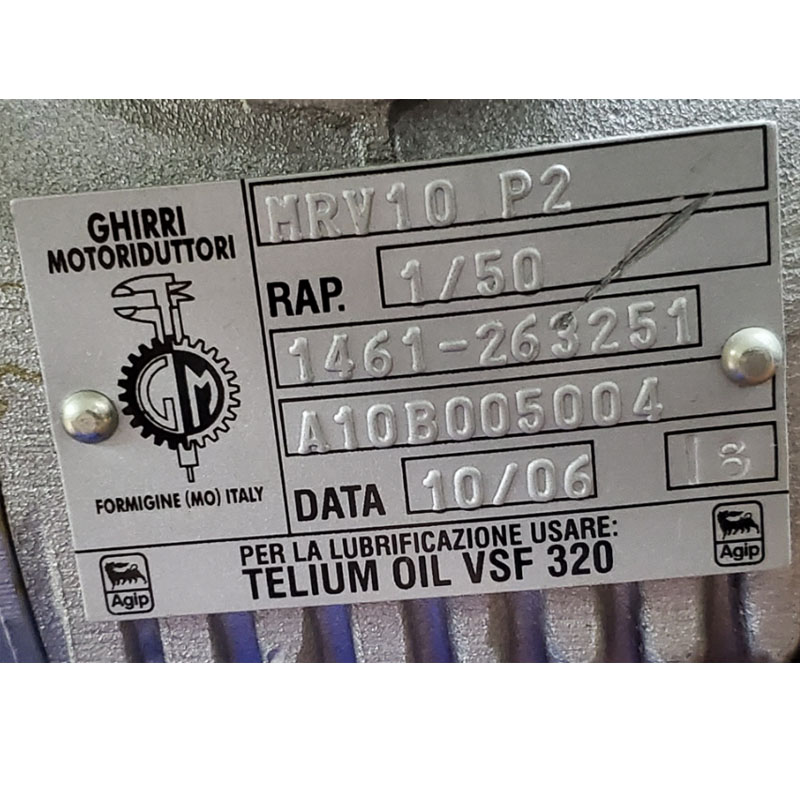 GHIRRI
MOTORIDUTTORI
GM
FORMIGINE (MO) ITALY
MRV10 P2
RAP. 1/50
1461-263251
A10B005004
DATA 10/06
PER LA LUBRIFICAZIONE USARE:
TELIUM OIL VSF 320
Agip
Agip